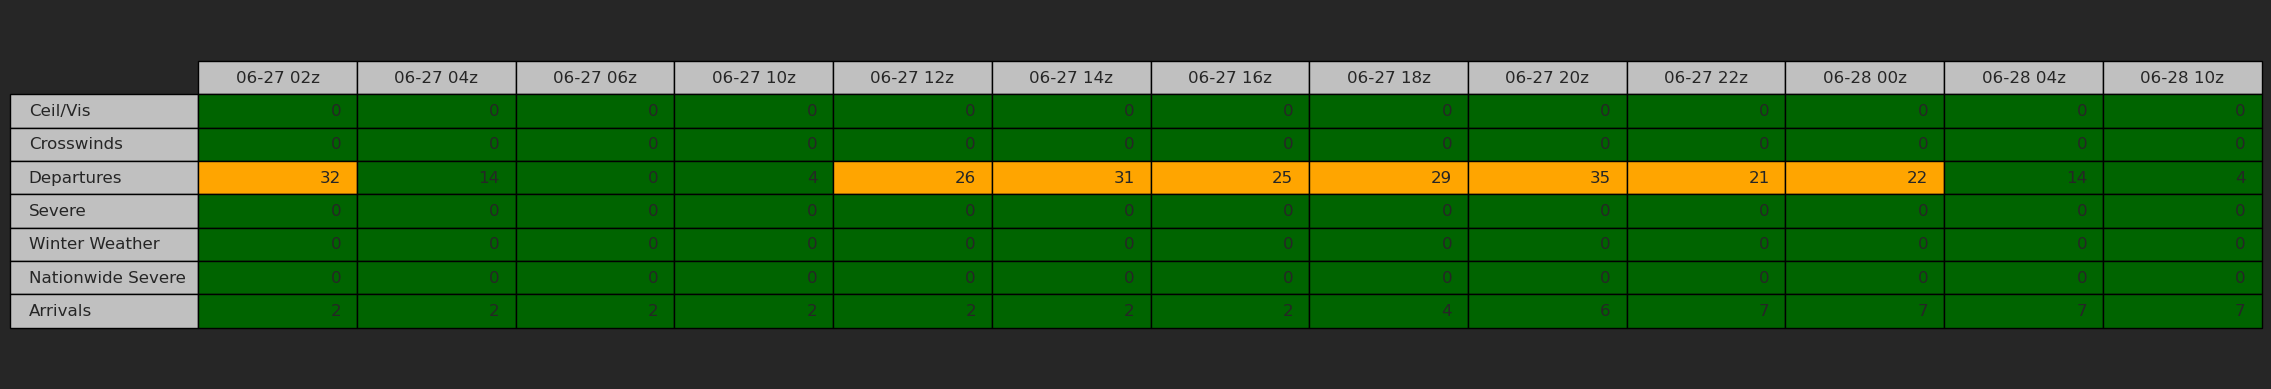 06-27 02z 06-27 04z 06-27 06z 06-27 10z 06-27 12z 06-27 14z 06-27 16z 06-27 18z 06-27 20z 06-27 22z 06-28 00z 06-28 04z 06-28 10z
Ceil/Vis 0 0 0 0 0 0 0 0 0 0 0 0 0
Crosswinds 0 0 0 0 0 0 0 0 0 0 0 0 0
Departures 32 14 0 4 26 31 25 29 35 21 22 14 4
Severe 0 0 0 0 0 0 0 0 0 0 0 0 0
Winter Weather 0 0 0 0 0 0 0 0 0 0 0 0 0
Nationwide Severe 0 0 0 0 0 0 0 0 0 0 0 0 0
Arrivals 2 2 2 2 2 2 2 4 6 7 7 7 7